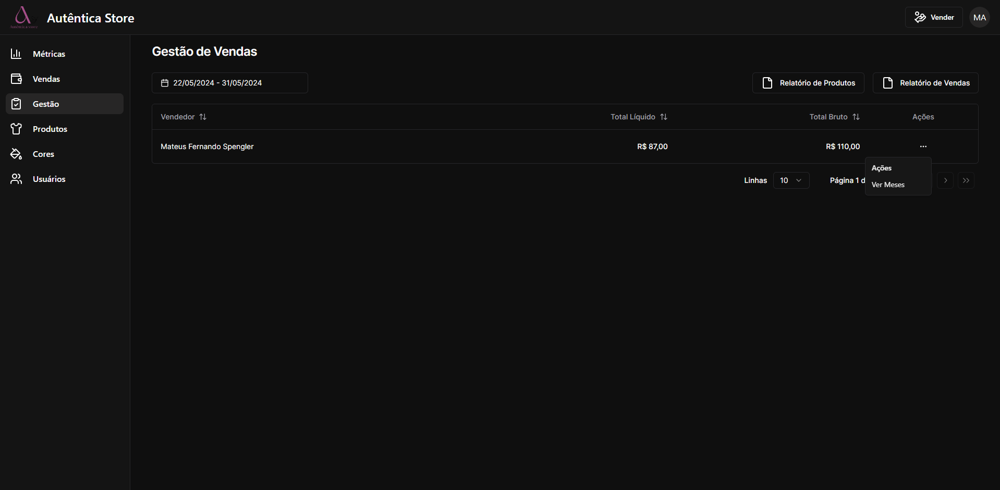 Autêntica store
Autêntica Store
Vender
MA
Métricas
Vendas
Gestão
Produtos
Cores
Usuários
Gestão de Vendas
22/05/2024 - 31/05/2024
Relatório de Produtos
Relatório de Vendas
Vendedor
Total Líquido
Total Bruto
Ações
Mateus Fernando Spengler
R$ 87,00
R$ 110,00
Linhas
10
Página 1 d
Ações
Ver Meses